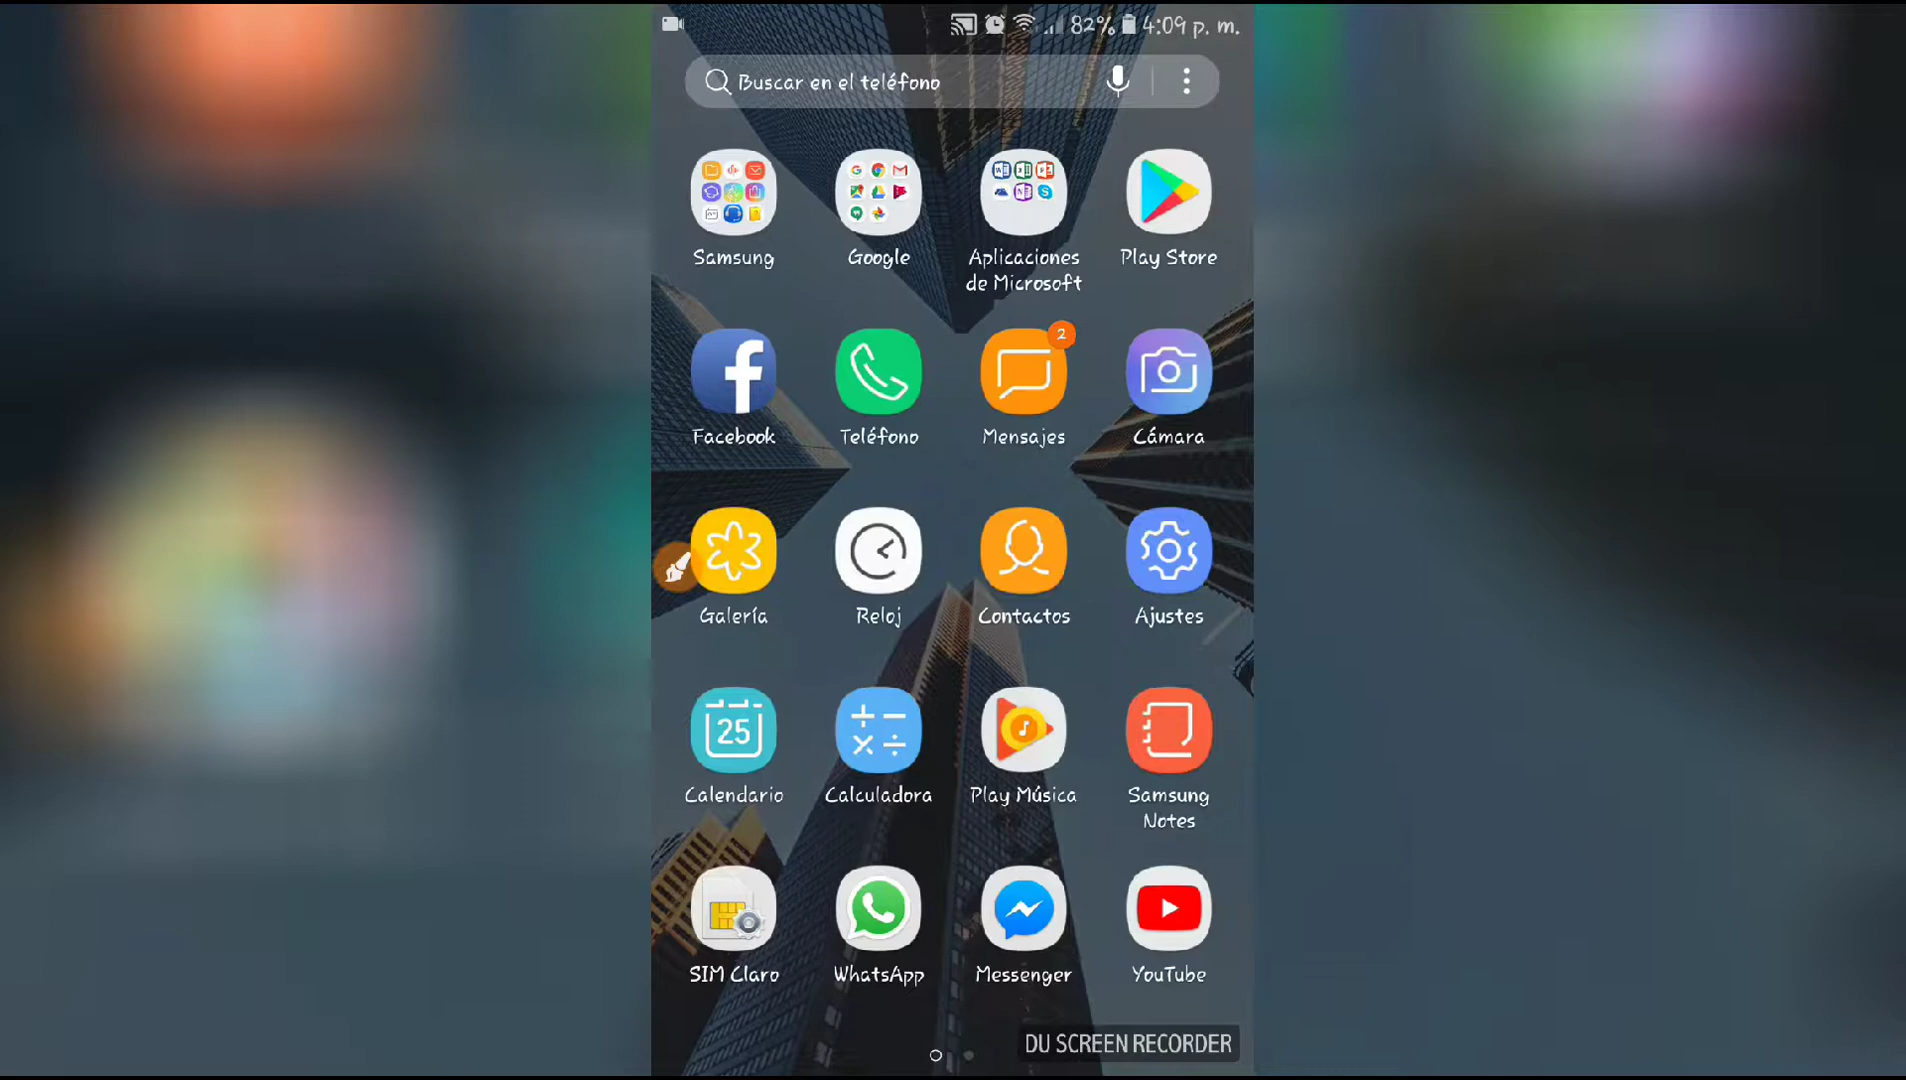 82% 4:09 p. m.
Buscar en el teléfono
Samsung
Google
Aplicaciones
de Microsoft
Play Store
2
Facebook
Teléfono
Mensajes
Cámara
Galería
Reloj
Contactos
Ajustes
25
Calendario
Calculadora
Play Música
Samsung
Notes
SIM Claro
WhatsApp
Messenger
YouTube
DU SCREEN RECORDER